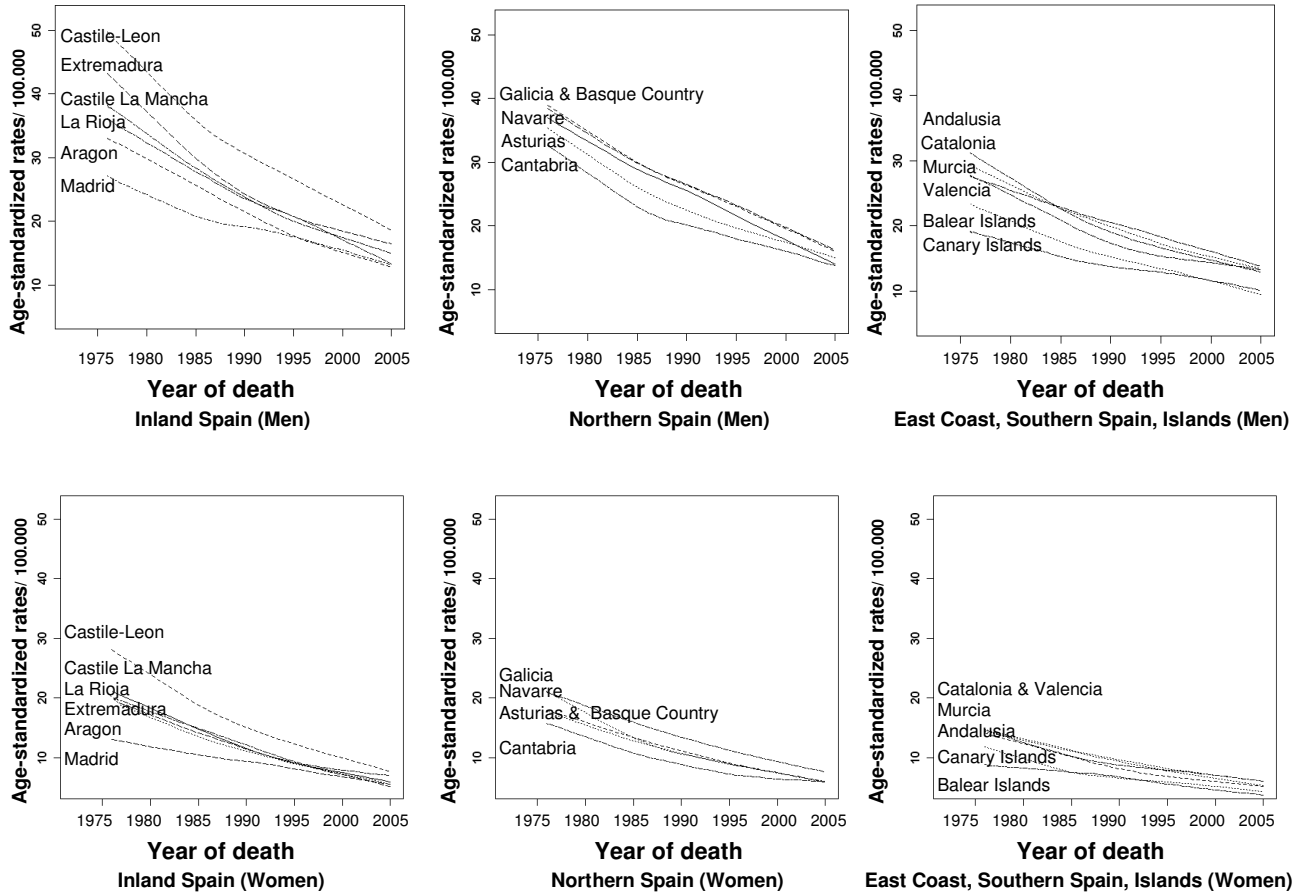 Age-standardized rates/ 100.000
50
40
30
20
10
Castile-Leon
Extremadura
Castile La Mancha
La Rioja
Aragon
Madrid
1975 1980 1985 1990 1995 2000 2005
Year of death
Inland Spain (Men)
Age-standardized rates/ 100.000
50
40
30
20
10
Galicia & Basque Country
Navarre
Asturias
Cantabria
1975 1980 1985 1990 1995 2000 2005
Year of death
Northern Spain (Men)
Age-standardized rates/ 100.000
50
40
30
20
10
Andalusia
Catalonia
Murcia
Valencia
Balear Islands
Canary Islands
1975 1980 1985 1990 1995 2000 2005
Year of death
East Coast, Southern Spain, Islands (Men)
Age-standardized rates/ 100.000
50
40
30
20
10
Castile-Leon
Castile La Mancha
La Rioja
Extremadura
Aragon
Madrid
1975 1980 1985 1990 1995 2000 2005
Year of death
Inland Spain (Women)
Age-standardized rates/ 100.000
50
40
30
20
10
Galicia
Navarre
Asturias & Basque Country
Cantabria
1975 1980 1985 1990 1995 2000 2005
Year of death
Northern Spain (Women)
Age-standardized rates/ 100.000
50
40
30
20
10
Catalonia & Valencia
Murcia
Andalusia
Canary Islands
Balear Islands
1975 1980 1985 1990 1995 2000 2005
Year of death
East Coast, Southern Spain, Islands (Women)